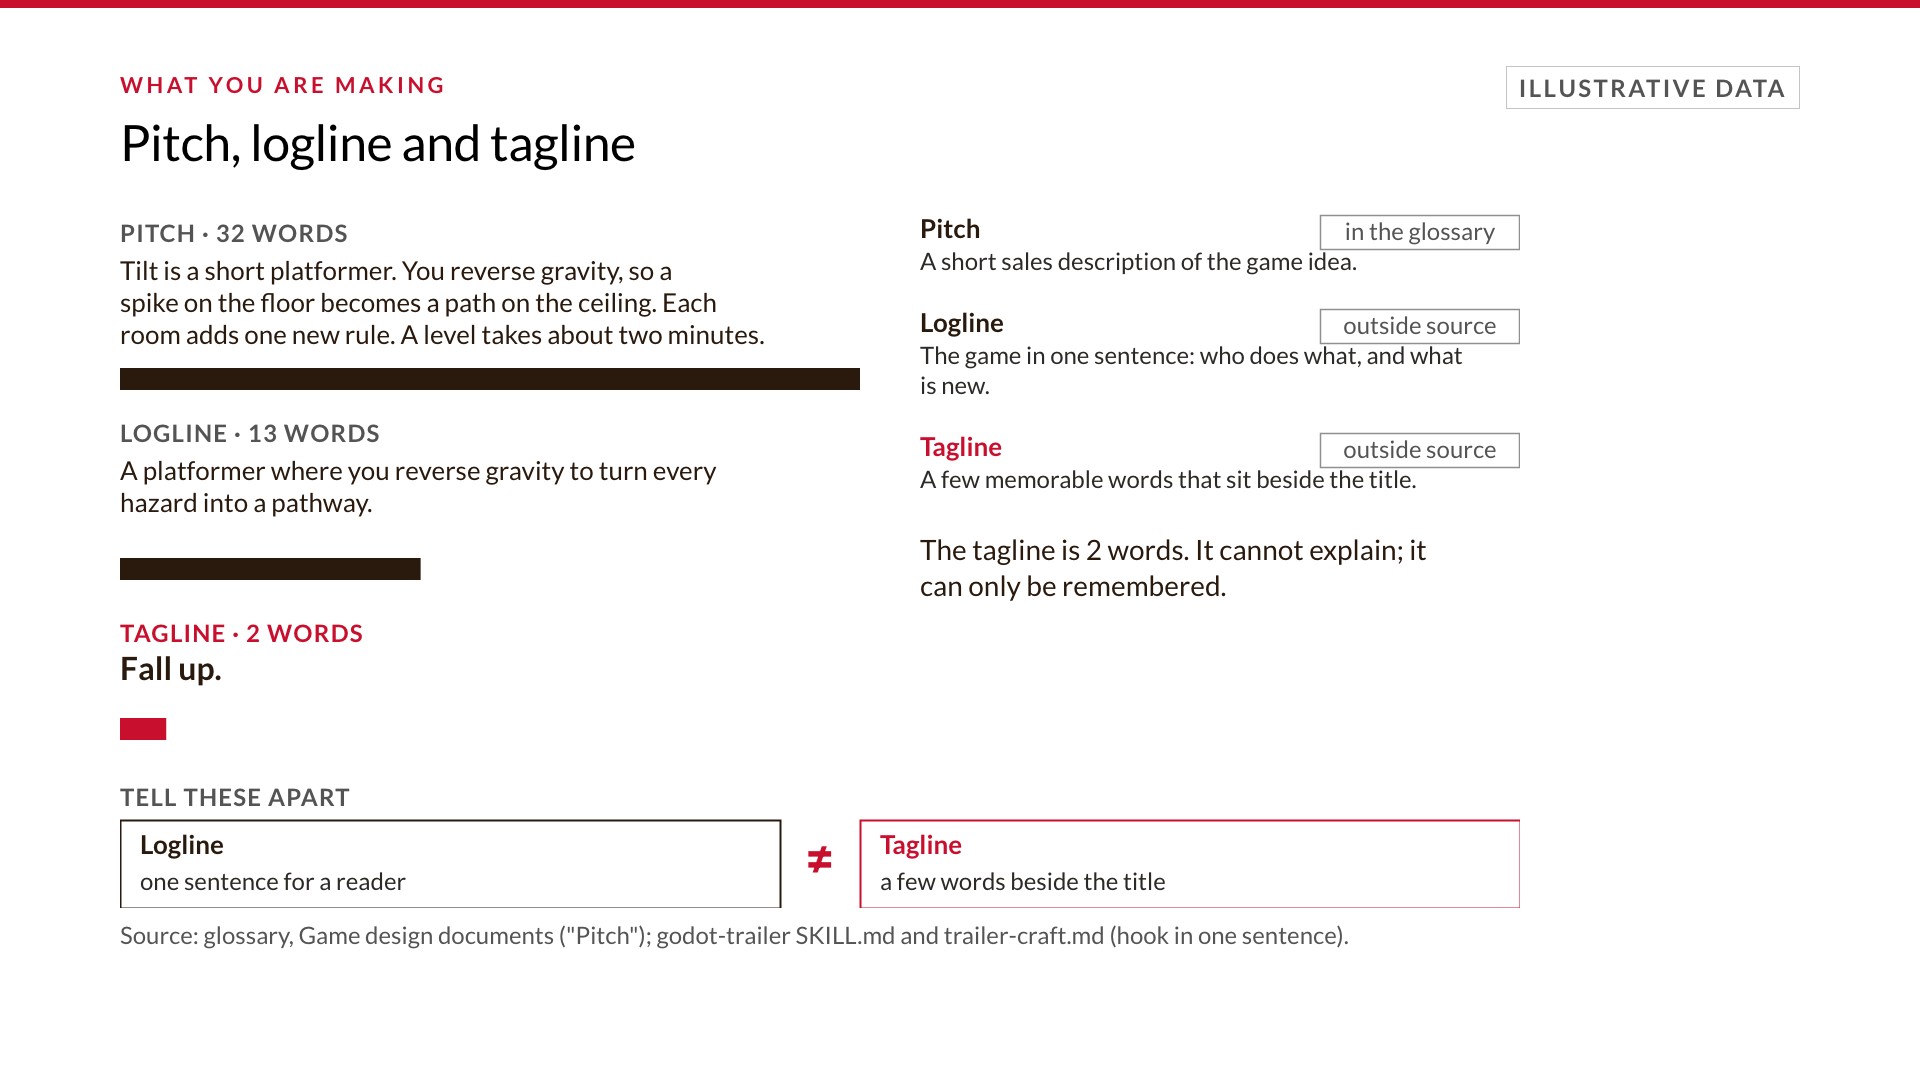 WHAT YOU ARE MAKING
ILLUSTRATIVE DATA
Pitch, logline and tagline
PITCH · 32 WORDS
Tilt is a short platformer. You reverse gravity, so a
spike on the floor becomes a path on the ceiling. Each
room adds one new rule. A level takes about two minutes.
LOGLINE · 13 WORDS
A platformer where you reverse gravity to turn every
hazard into a pathway.
TAGLINE · 2 WORDS
Fall up.
Pitch
in the glossary
A short sales description of the game idea.
Logline
outside source
The game in one sentence: who does what, and what
is new.
Tagline
outside source
A few memorable words that sit beside the title.
The tagline is 2 words. It cannot explain; it
can only be remembered.
TELL THESE APART
Logline
one sentence for a reader
≠
Tagline
a few words beside the title
Source: glossary, Game design documents ("Pitch"); godot-trailer SKILL.md and trailer-craft.md (hook in one sentence).